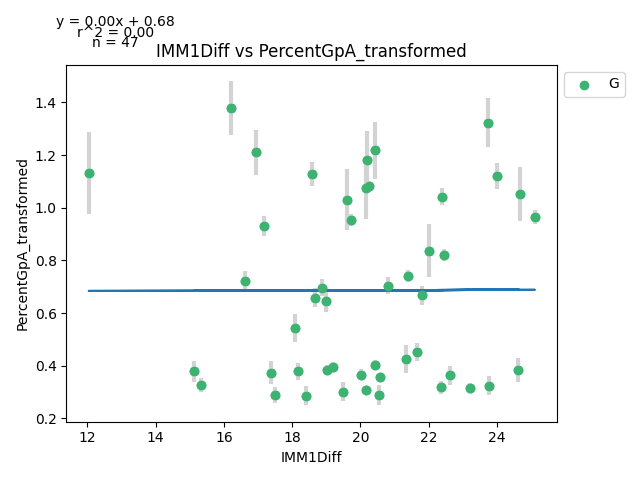 y = 0.00x + 0.68
r^2 = 0.00
n = 47
IMM1Diff vs PercentGpA_transformed
G
PercentGpA_transformed
1.4
1.2
1.0
0.8
0.6
0.4
0.2
12 14 16 18 20 22 24
IMM1Diff